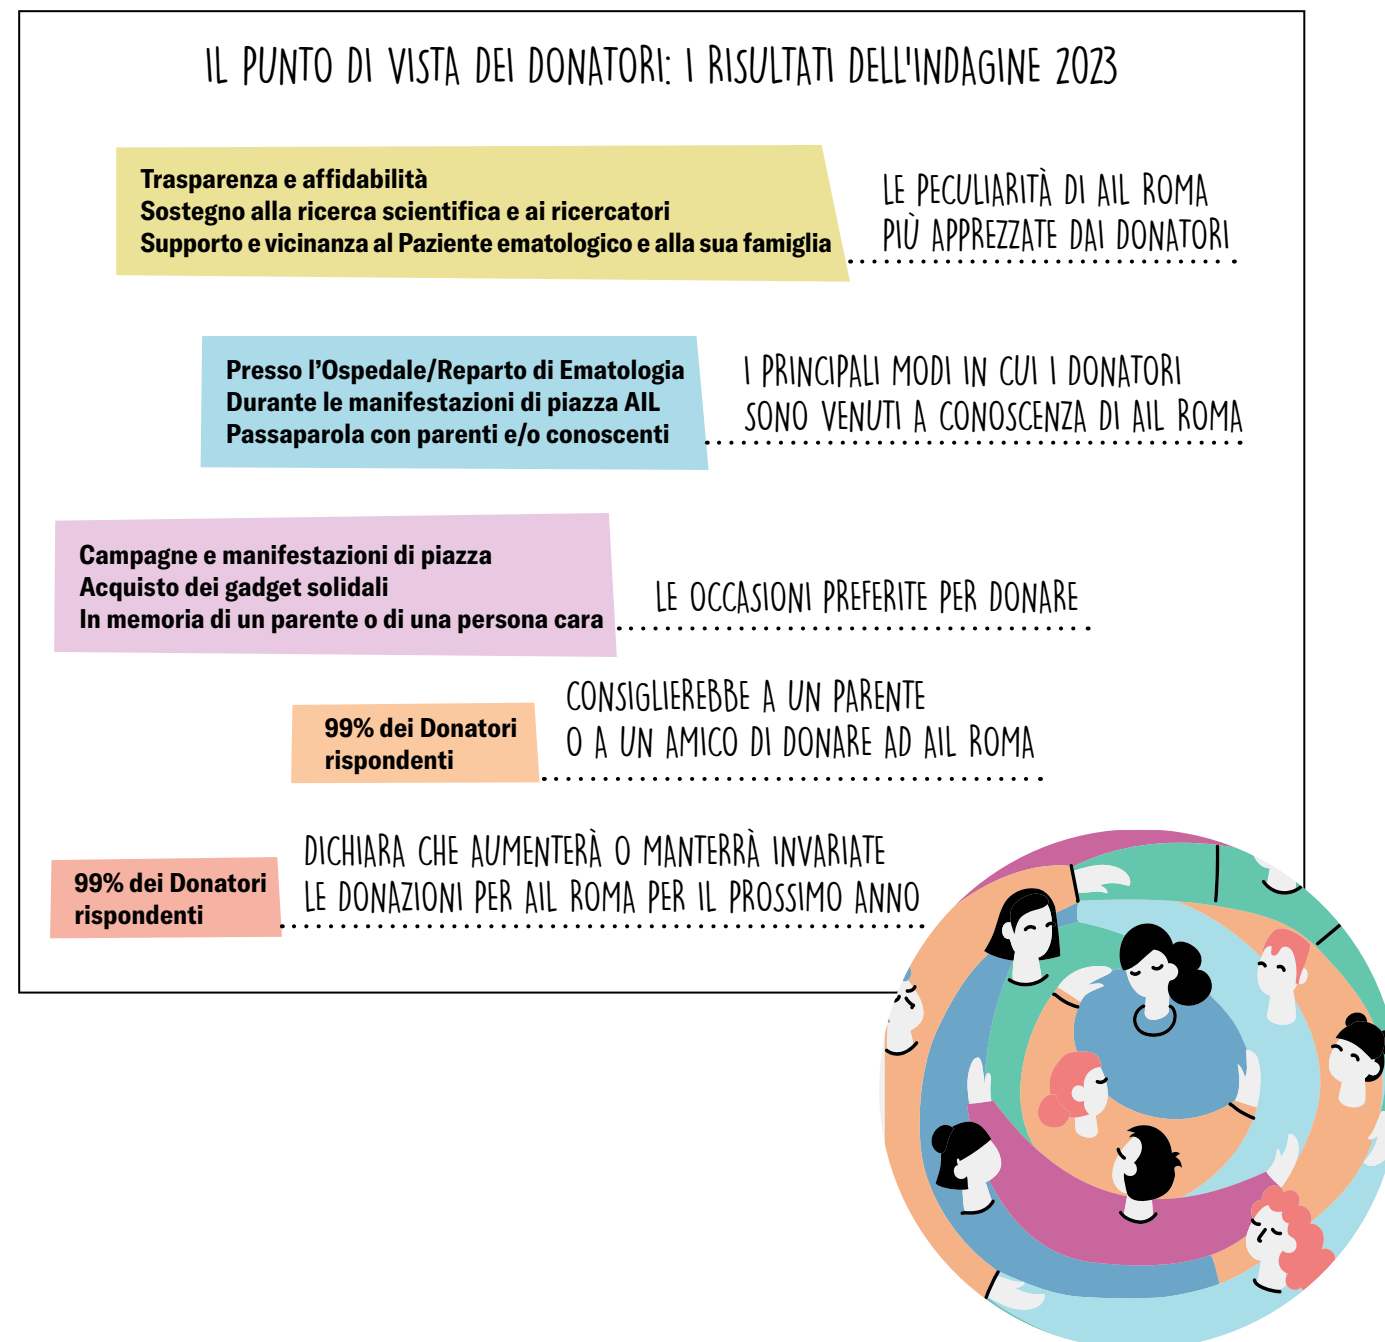 IL PUNTO DI VISTA DEI DONATORI: I RISULTATI DELL'INDAGINE 2023
Trasparenza e affidabilità
Sostegno alla ricerca scientifica e ai ricercatori
Supporto e vicinanza al Paziente ematologico e alla sua famiglia
LE PECULIARITÀ DI AIL ROMA
PIÙ APPREZZATE DAI DONATORI
Presso l’Ospedale/Reparto di Ematologia
Durante le manifestazioni di piazza AIL
Passaparola con parenti e/o conoscenti
I PRINCIPALI MODI IN CUI I DONATORI
SONO VENUTI A CONOSCENZA DI AIL ROMA
Campagne e manifestazioni di piazza
Acquisto dei gadget solidali
In memoria di un parente o di una persona cara
LE OCCASIONI PREFERITE PER DONARE
99% dei Donatori
rispondenti
CONSIGLIEREBBE A UN PARENTE
O A UN AMICO DI DONARE AD AIL ROMA
99% dei Donatori
rispondenti
DICHIARA CHE AUMENTERÀ O MANTERRÀ INVARIATE
LE DONAZIONI PER AIL ROMA PER IL PROSSIMO ANNO